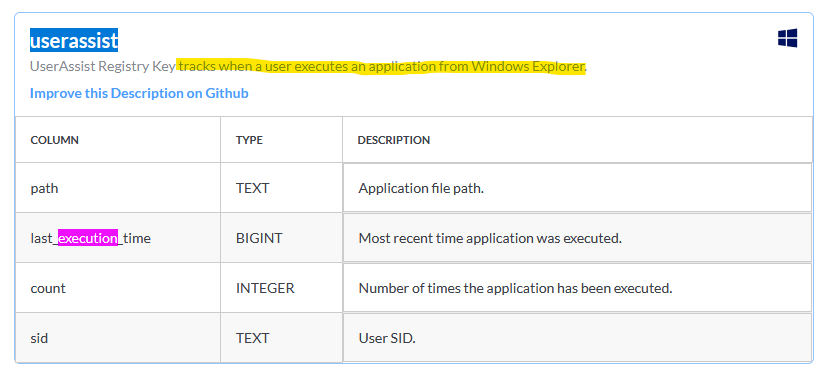 userassist
UserAssist Registry Key tracks when a user executes an application from Windows Explorer.
Improve this Description on Github
COLUMN TYPE DESCRIPTION
path TEXT Application file path.
last_execution_time BIGINT Most recent time application was executed.
count INTEGER Number of times the application has been executed.
sid TEXT User SID.